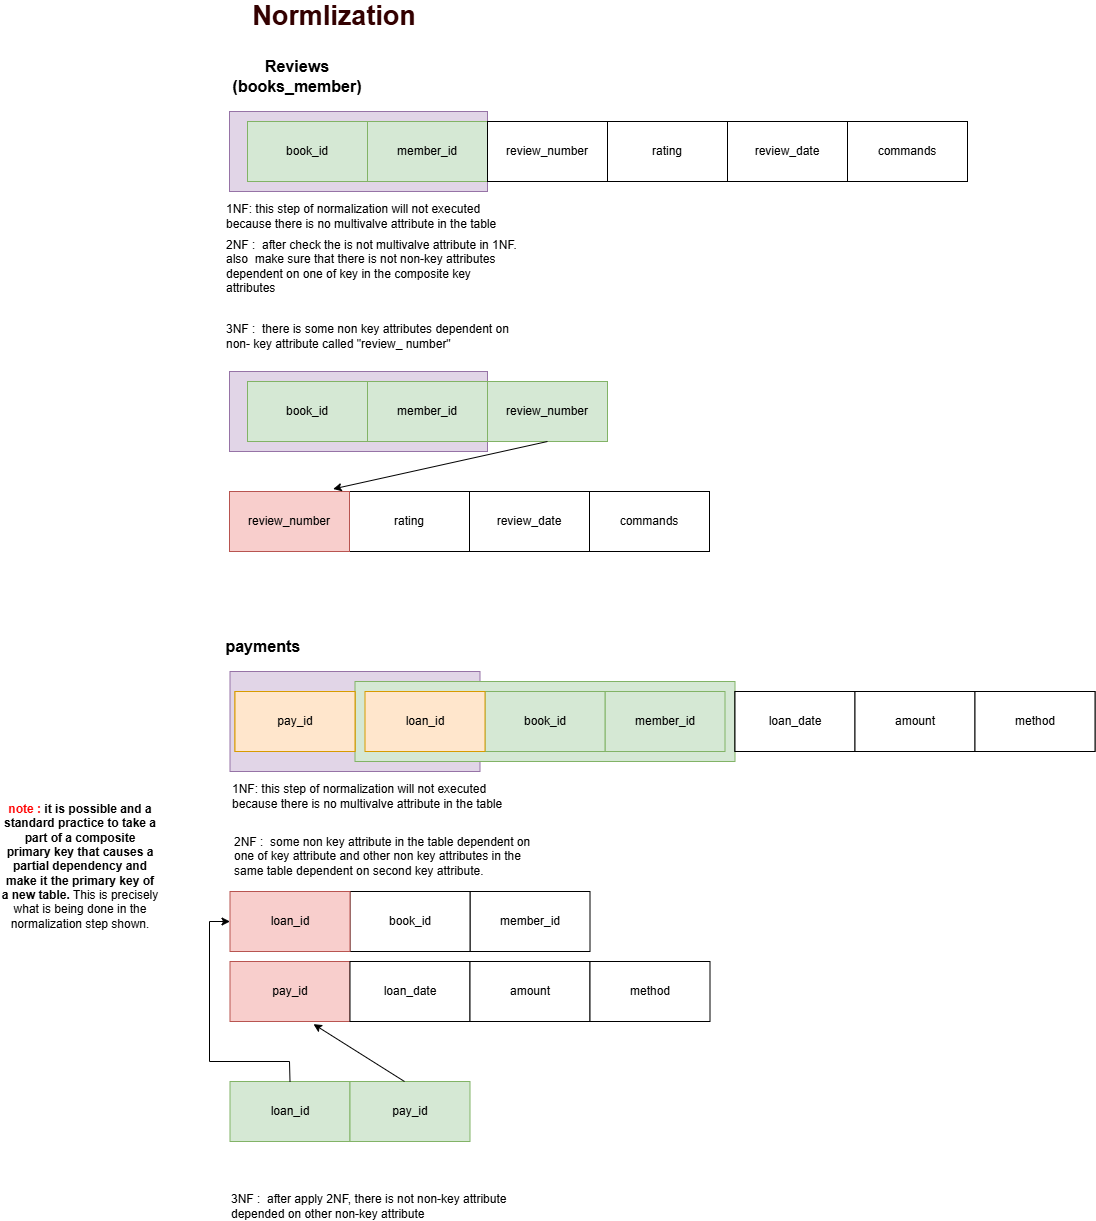 Normlization
Reviews
(books_member)
book_id member_id review_number rating review_date commands
1NF: this step of normalization will not executed
because there is no multivalve attribute in the table
2NF : after check the is not multivalve attribute in 1NF.
also make sure that there is not non-key attributes
dependent on one of key in the composite key
attributes
3NF : there is some non key attributes dependent on
non- key attribute called "review_ number"
book_id member_id review_number
review_number rating review_date commands
payments
pay_id loan_id book_id member_id loan_date amount method
1NF: this step of normalization will not executed
because there is no multivalve attribute in the table
note : it is possible and a
standard practice to take a
part of a composite
primary key that causes a
partial dependency and
make it the primary key of
a new table. This is precisely
what is being done in the
normalization step shown.
2NF : some non key attribute in the table dependent on
one of key attribute and other non key attributes in the
same table dependent on second key attribute.
loan_id book_id member_id
pay_id loan_date amount method
loan_id pay_id
3NF : after apply 2NF, there is not non-key attribute
depended on other non-key attribute